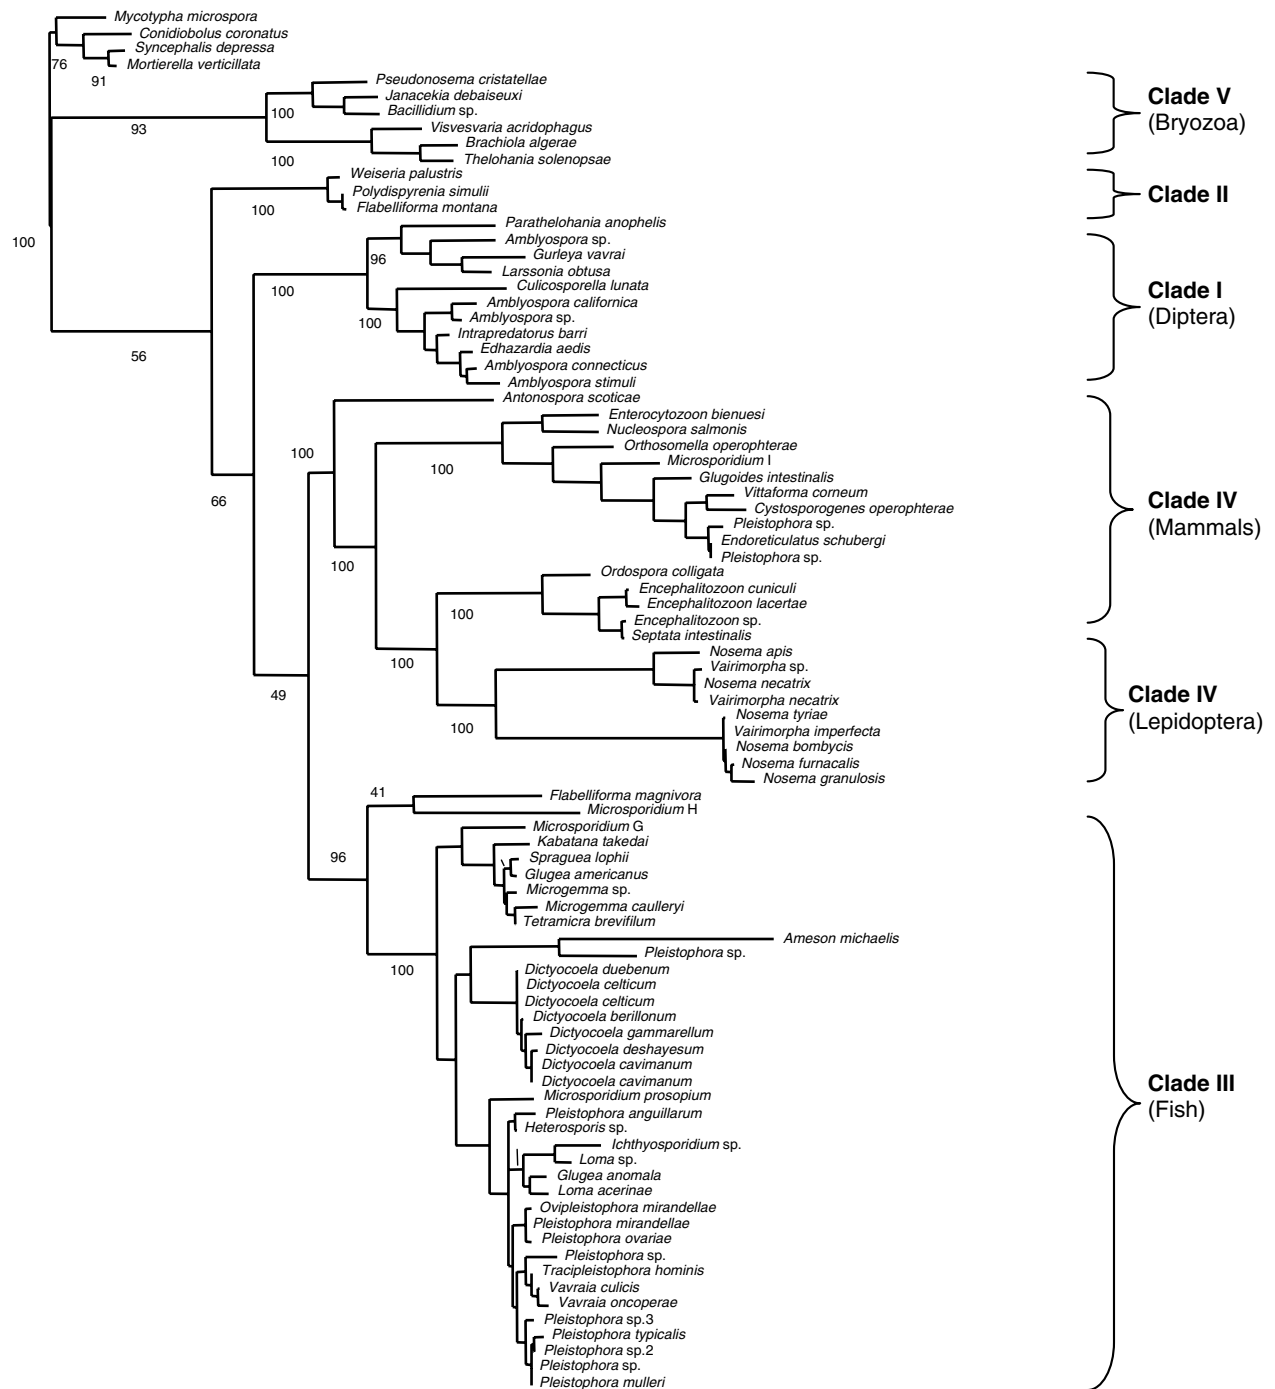 Mycotypha microspora
Conidiobolus coronatus
Syncephalis depressa
76
Mortierella verticillata
91
Pseudonosema cristatellae
Janacekia debaiseuxi
100
Bacillidium sp.
93
Visvesvaria acridophagus
Brachiola algerae
100
Thelohania solenopsae
Clade V
(Bryozoa)
Weiseria palustris
Polydispyrenia simulii
100
Flabelliforma montana
Clade II
100
Parathelohania anophelis
Amblyospora sp.
96
Gurleya vavrai
Larssonia obtusa
100
Culicosporella lunata
Amblyospora californica
100
Amblyospora sp.
Intrapredatorus barri
Edhazardia aedis
56
Amblyospora connecticus
Amblyospora stimuli
Clade I
(Diptera)
Antonospora scoticae
Enterocytozoon bienuesi
Nucleospora salmonis
Orthosomella operophterae
100
Microsporidium I
100
Glugoides intestinalis
Vittaforma corneum
66
Cystosporogenes operophterae
Pleistophora sp.
Endoreticulatus schubergi
Pleistophora sp.
100
Ordospora colligata
Encephalitozoon cuniculi
Encephalitozoon lacertae
100
Encephalitozoon sp.
Septata intestinalis
Clade IV
(Mammals)
Nosema apis
100
Vairimorpha sp.
Nosema necatrix
49
Vairimorpha necatrix
Nosema tyriae
100
Vairimorpha imperfecta
Nosema bombycis
Nosema furnacalis
Nosema granulosis
Clade IV
(Lepidoptera)
41
Flabelliforma magnivora
Microsporidium H
Microsporidium G
Kabatana takedai
96
Spraguea lophii
Glugea americanus
Microgemma sp.
Microgemma caulleryi
Tetramicra brevifilum
Ameson michaelis
Pleistophora sp.
100
Dictyocoela duebenum
Dictyocoela celticum
Dictyocoela celticum
Dictyocoela berillonum
Dictyocoela gammarellum
Dictyocoela deshayesum
Dictyocoela cavimanum
Dictyocoela cavimanum
Microsporidium prosopium
Pleistophora anguillarum
Heterosporis sp.
Ichthyosporidium sp.
Loma sp.
Glugea anomala
Loma acerinae
Ovipleistophora mirandellae
Pleistophora mirandellae
Pleistophora ovariae
Pleistophora sp.
Tracipleistophora hominis
Vavraia culicis
Vavraia oncoperae
Pleistophora sp.3
Pleistophora typicalis
Pleistophora sp.2
Pleistophora sp.
Pleistophora mulleri
Clade III
(Fish)